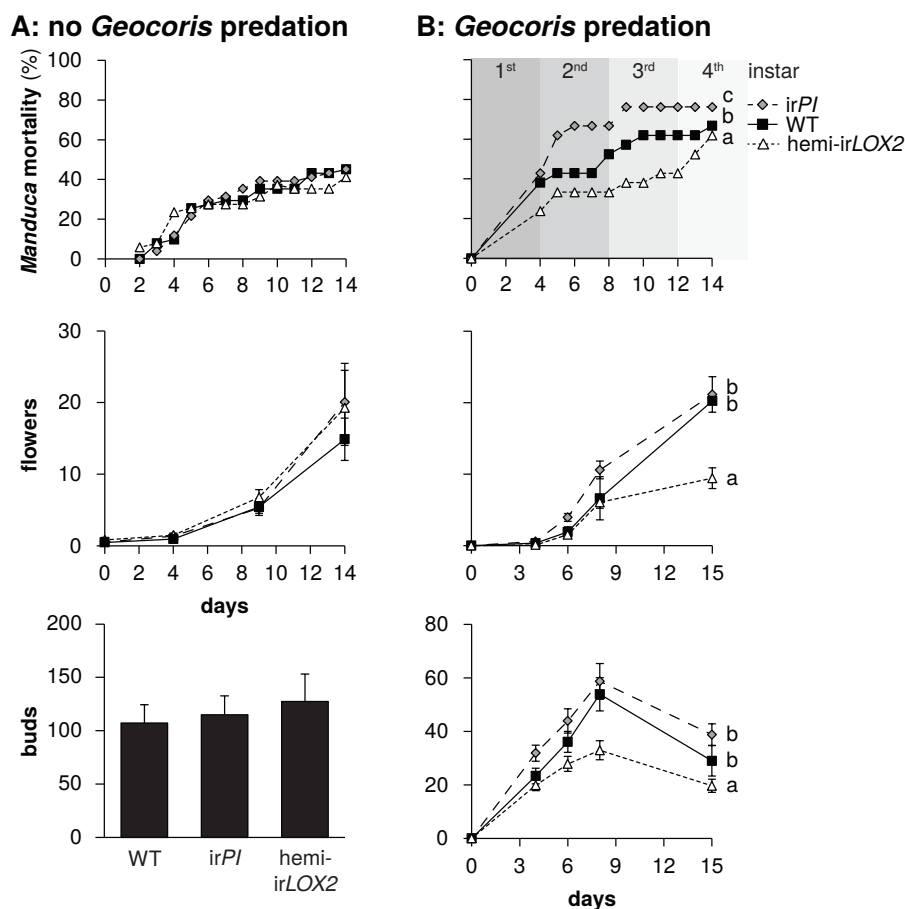 A: no Geocoris predation
Manduca mortality (%)
100
80
60
40
20
0
0 2 4 6 8 10 12 14
flowers
30
20
10
0
0 2 4 6 8 10 12 14
days
buds
200
150
100
50
0
WT irPI hemi-
irLOX2
B: Geocoris predation
1st 2nd 3rd 4th instar
c irPI
b WT
a hemi-irLOX2
0 2 4 6 8 10 12 14
b
b
a
0 3 6 9 12 15
80
60
40
20
0
b
b
a
0 3 6 9 12 15
days